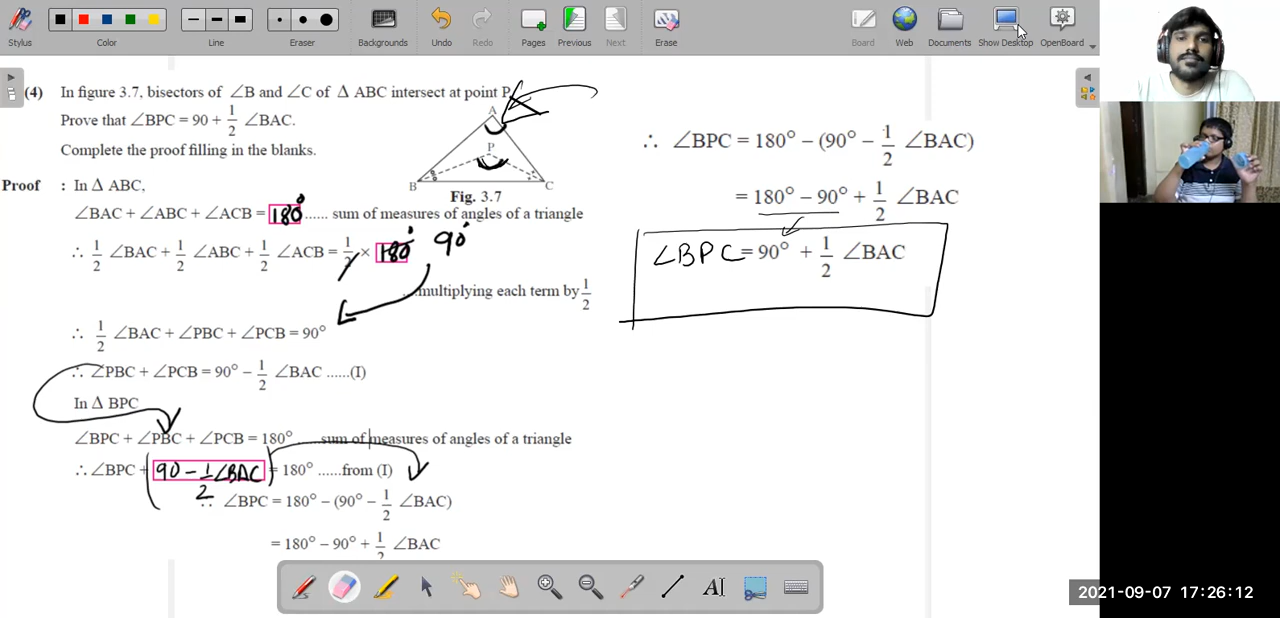 Stylus
Color
Line
Eraser
Backgrounds
Undo
Redo
Pages
Previous
Next
Erase
Board
Web
Documents
Show Desktop
OpenBoard
(4) In figure 3.7, bisectors of ∠B and ∠C of Δ ABC intersect at point P.
Prove that ∠BPC = 90 + 1/2 ∠BAC.
Complete the proof filling in the blanks.
A
P
B
C
Fig. 3.7
Proof : In Δ ABC,
∠BAC + ∠ABC + ∠ACB = 180° ...... sum of measures of angles of a triangle
∴ 1/2 ∠BAC + 1/2 ∠ABC + 1/2 ∠ACB = 1/2 × 180° 90°
....multiplying each term by 1/2
∴ 1/2 ∠BAC + ∠PBC + ∠PCB = 90°
∴ ∠PBC + ∠PCB = 90° − 1/2 ∠BAC ......(I)
In Δ BPC
∠BPC + ∠PBC + ∠PCB = 180° ......sum of measures of angles of a triangle
∴ ∠BPC + (90 − 1/2 ∠BAC) = 180° ......from (I)
∴ ∠BPC = 180° − (90° − 1/2 ∠BAC)
= 180° − 90° + 1/2 ∠BAC
∴ ∠BPC = 180° − (90° − 1/2 ∠BAC)
= 180° − 90° + 1/2 ∠BAC
∠BPC = 90° + 1/2 ∠BAC
2021-09-07 17:26:12